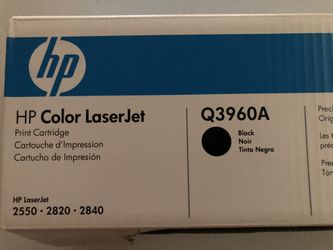 hp
HP Color LaserJet
Print Cartridge
Cartouche d'Impression
Cartucho de Impresión
HP LaserJet
2550 · 2820 · 2840
Q3960A
Black
Noir
Tinta Negra